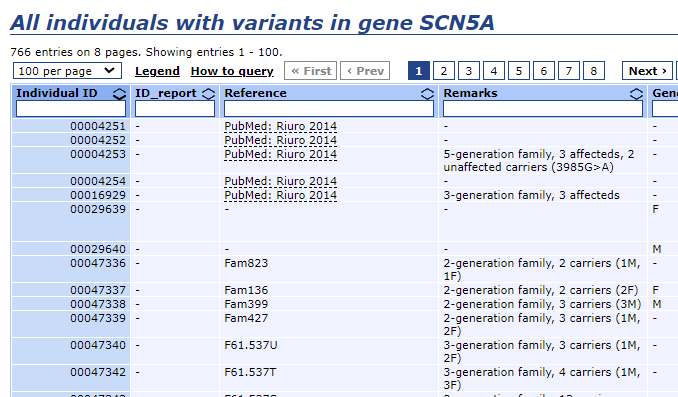 All individuals with variants in gene SCN5A
766 entries on 8 pages. Showing entries 1 - 100.
100 per page Legend How to query « First ‹ Prev 1 2 3 4 5 6 7 8 Next ›
Individual ID ID_report Reference Remarks
00004251 - PubMed: Riuro 2014 - -
00004252 - PubMed: Riuro 2014 - -
00004253 - PubMed: Riuro 2014 5-generation family, 3 affecteds, 2 -
unaffected carriers (3985G>A)
00004254 - PubMed: Riuro 2014 - -
00016929 - PubMed: Riuro 2014 3-generation family, 3 affecteds -
00029639 - - - F
00029640 - - - M
00047336 - Fam823 2-generation family, 2 carriers (1M, -
1F)
00047337 - Fam136 2-generation family, 2 carriers (2F) F
00047338 - Fam399 2-generation family, 3 carriers (3M) M
00047339 - Fam427 2-generation family, 3 carriers (1M, -
2F)
00047340 - F61.537U 3-generation family, 3 carriers (1M, -
2F)
00047342 - F61.537T 3-generation family, 4 carriers (1M, -
3F)